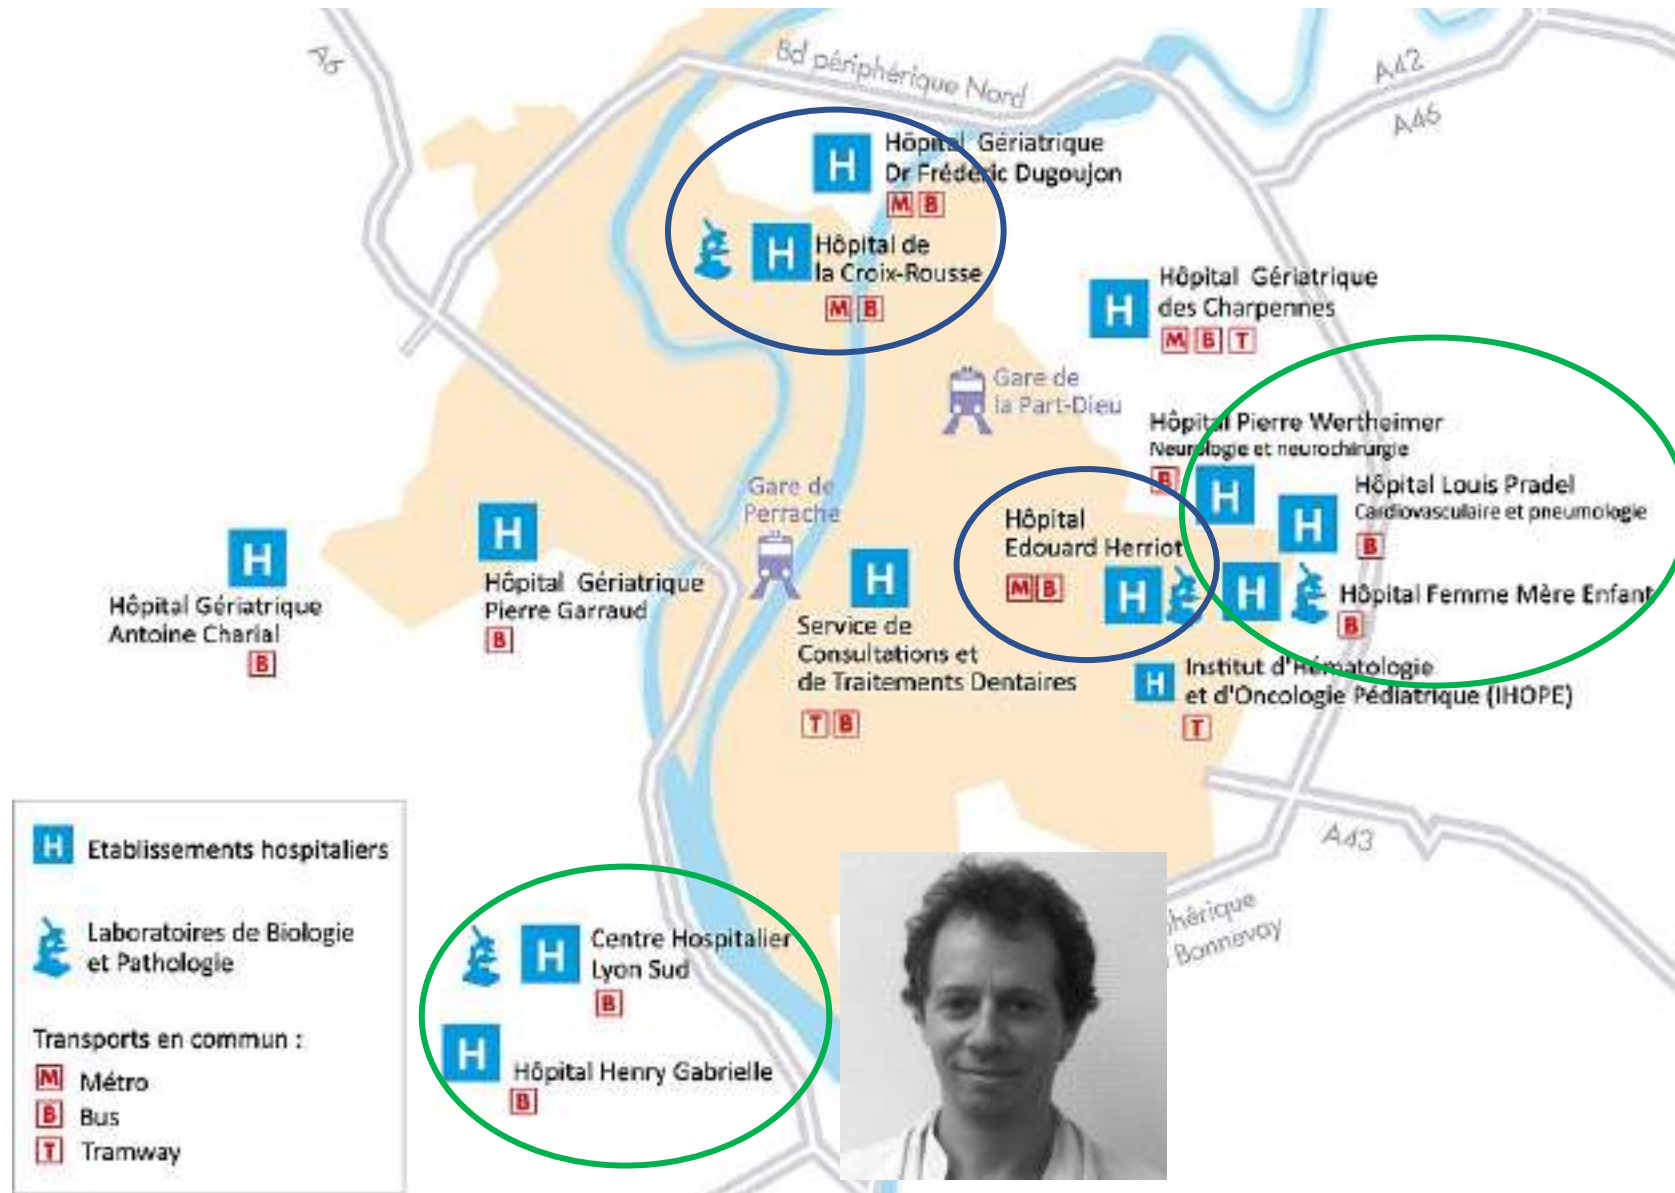 A6
Bd périphérique Nord
A42
A46
H
Hôpital Gériatrique
Dr Frédéric Dugoujon
M B
H
Hôpital de
la Croix-Rousse
M B
H
Hôpital Gériatrique
des Charpennes
M B T
Gare de
la Part-Dieu
Hôpital Pierre Wertheimer
Neurologie et neurochirurgie
B
H
H
Hôpital Louis Pradel
Cardiovasculaire et pneumologie
B
Gare de
Perrache
Hôpital
Edouard Herriot
M B
H
H
Hôpital Femme Mère Enfant
B
H
Hôpital Gériatrique
Antoine Charial
B
H
Hôpital Gériatrique
Pierre Garraud
B
H
Service de
Consultations et
de Traitements Dentaires
T B
H
Institut d'Hématologie
et d'Oncologie Pédiatrique (IHOPE)
T
A43
phérique
Bonnevay
H
Centre Hospitalier
Lyon Sud
B
H
Hôpital Henry Gabrielle
B
H Etablissements hospitaliers
Laboratoires de Biologie
et Pathologie
Transports en commun :
M Métro
B Bus
T Tramway